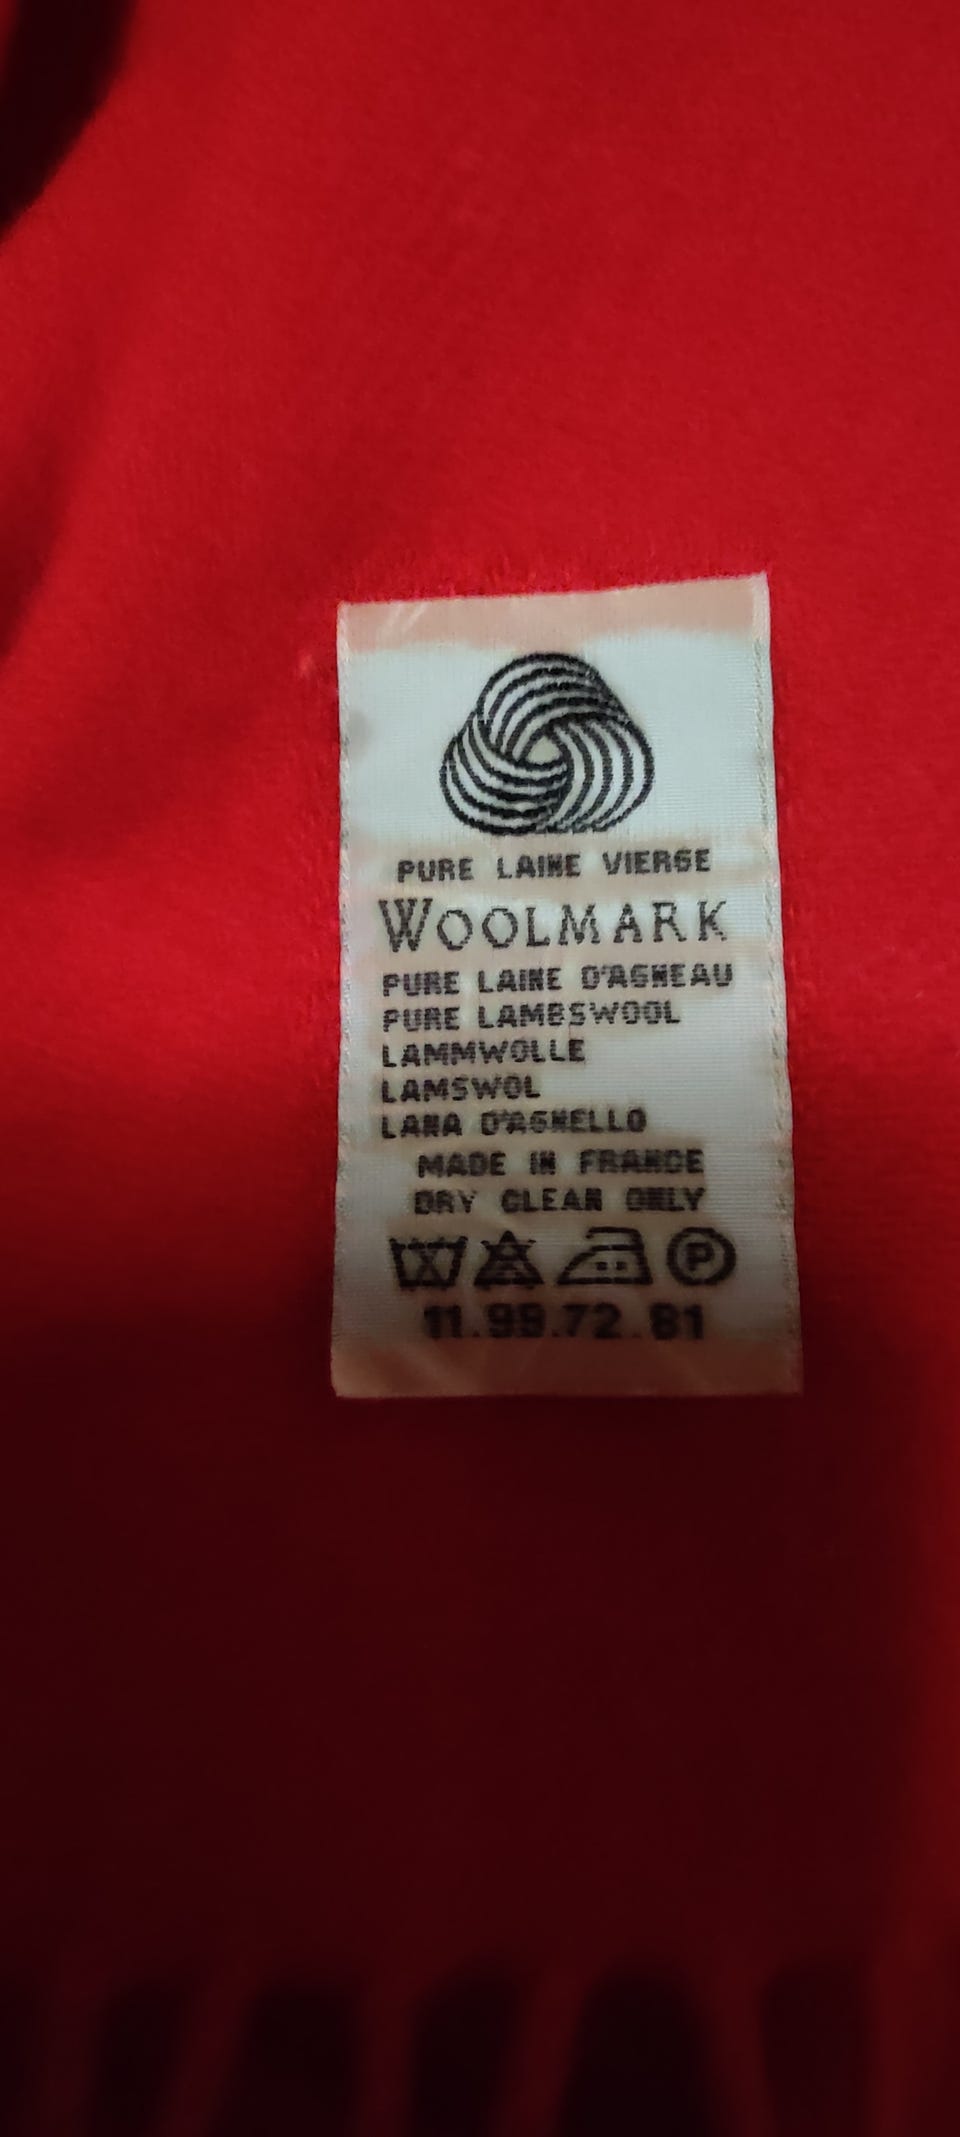 PURE LAINE VIERGE
WOOLMARK
PURE LAINE D'AGNEAU
PURE LAMBSWOOL
LAMMWOLLE
LAMSWOL
LANA D'AGNELLO
MADE IN FRANCE
DRY CLEAN ONLY
P
11.99.72.81